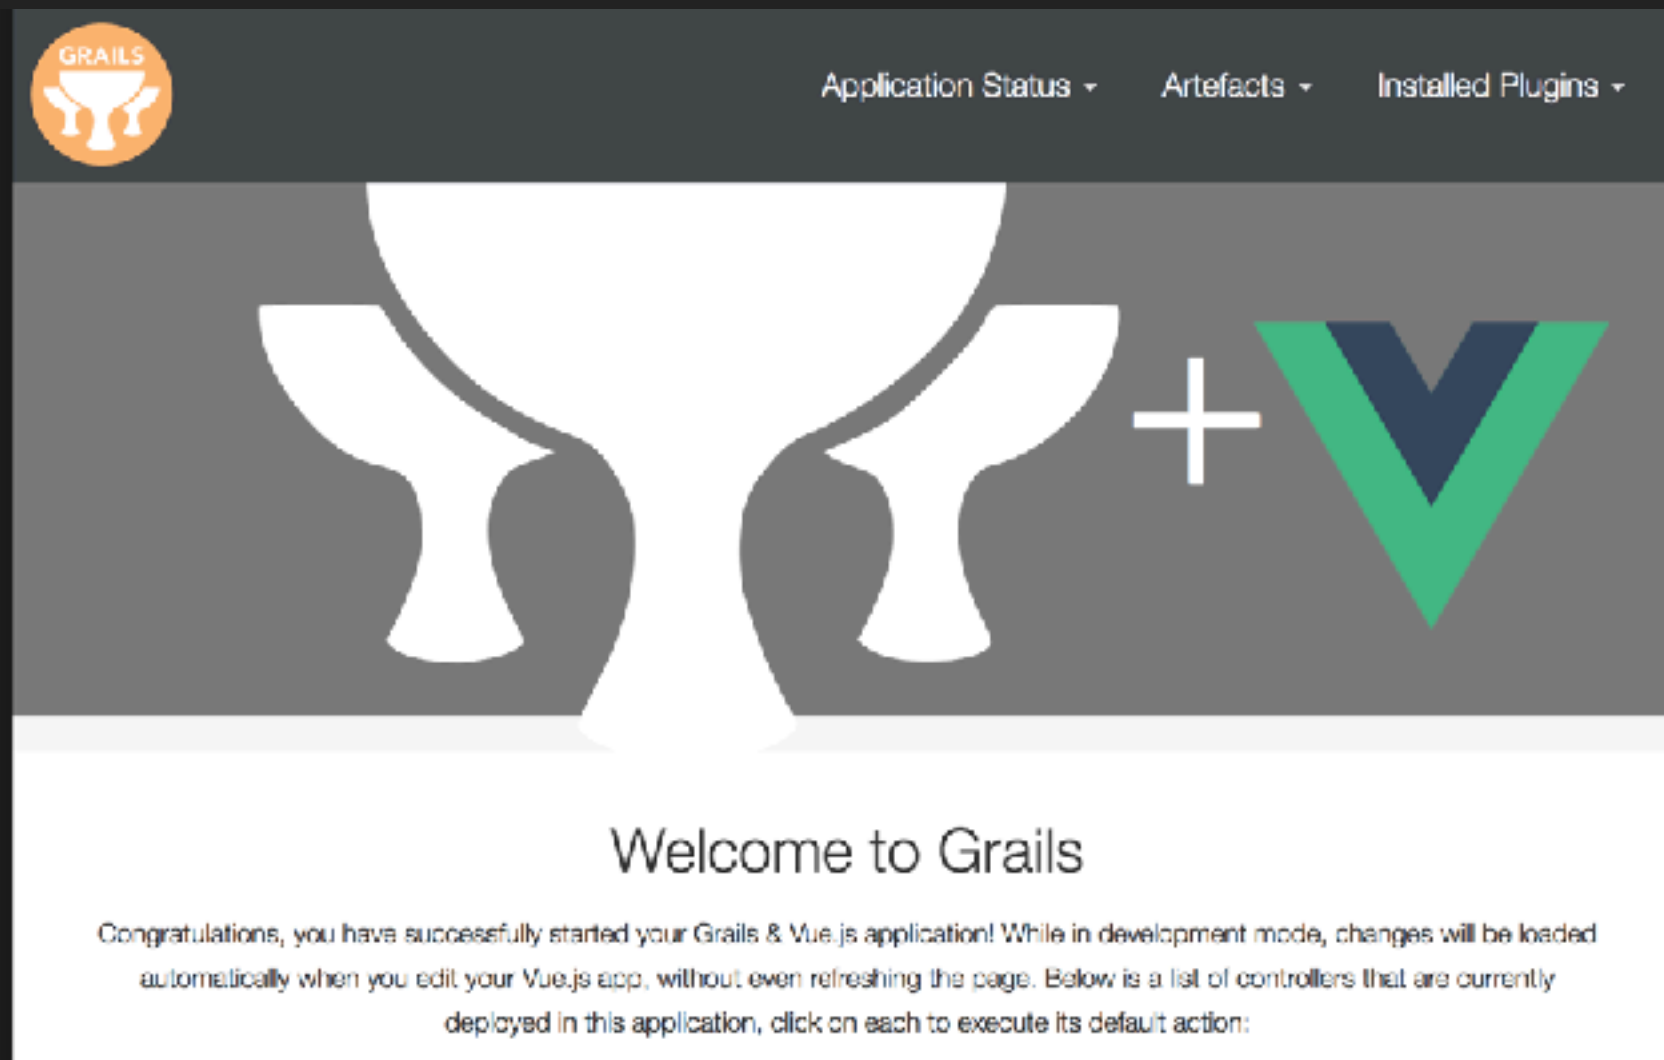 GRAILS
Application Status
Artefacts
Installed Plugins
Welcome to Grails
Congratulations, you have successfully started your Grails & Vue.js application! While in development mode, changes will be loaded
automatically when you edit your Vue.js app, without even refreshing the page. Below is a list of controllers that are currently
deployed in this application, click on each to execute its default action: